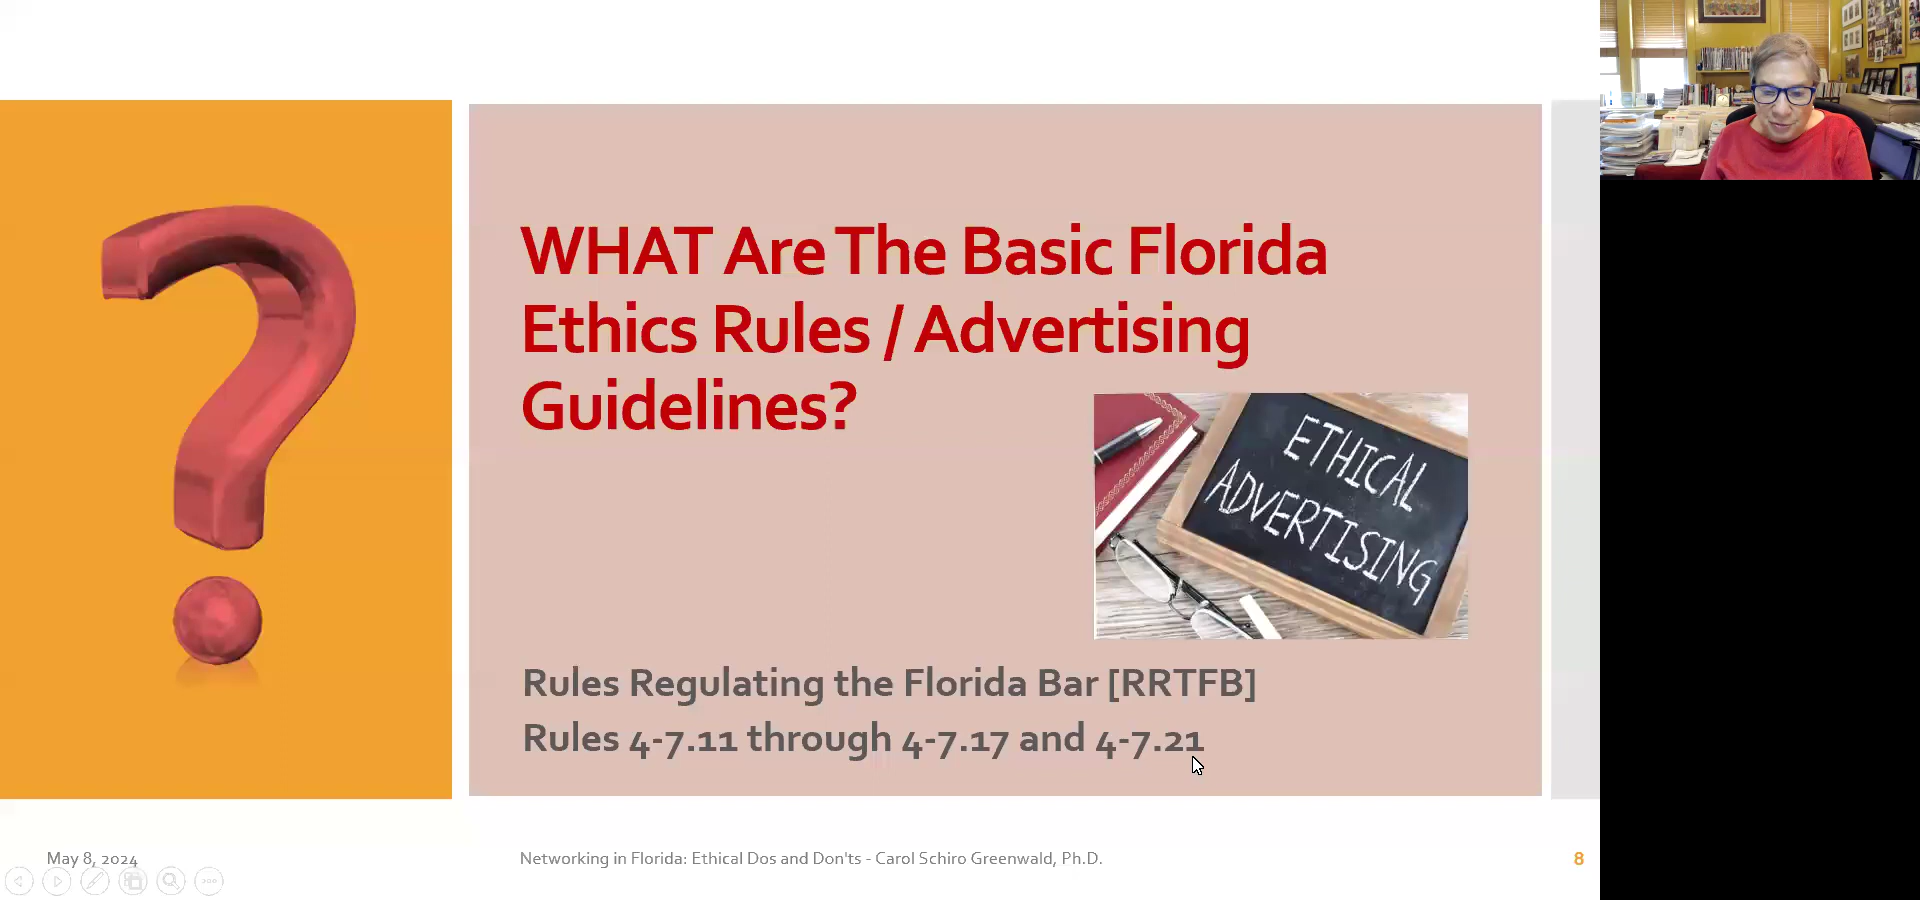 WHAT Are The Basic Florida
Ethics Rules / Advertising
Guidelines?
ETHICAL
ADVERTISING
Rules Regulating the Florida Bar [RRTFB]
Rules 4-7.11 through 4-7.17 and 4-7.21
May 8, 2024
Networking in Florida: Ethical Dos and Don'ts - Carol Schiro Greenwald, Ph.D.
8